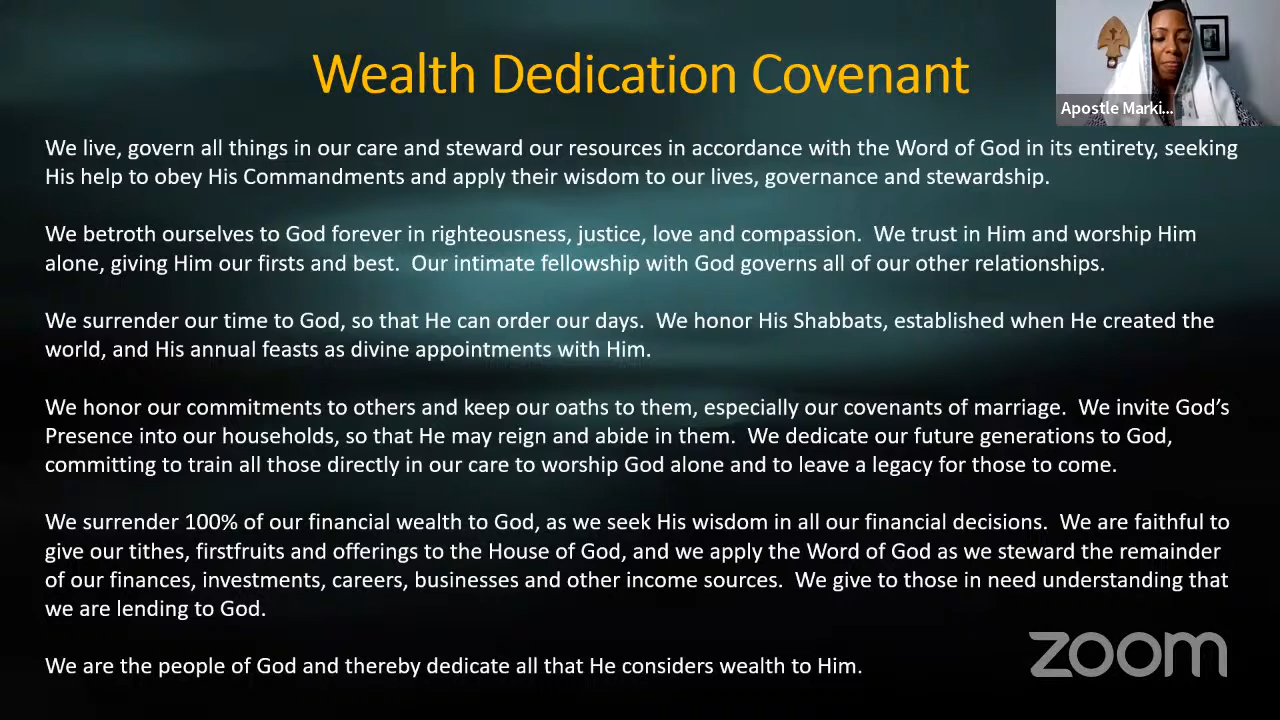 Wealth Dedication Covenant
Apostle Marki...
We live, govern all things in our care and steward our resources in accordance with the Word of God in its entirety, seeking
His help to obey His Commandments and apply their wisdom to our lives, governance and stewardship.
We betroth ourselves to God forever in righteousness, justice, love and compassion.  We trust in Him and worship Him
alone, giving Him our firsts and best.  Our intimate fellowship with God governs all of our other relationships.
We surrender our time to God, so that He can order our days.  We honor His Shabbats, established when He created the
world, and His annual feasts as divine appointments with Him.
We honor our commitments to others and keep our oaths to them, especially our covenants of marriage.  We invite God’s
Presence into our households, so that He may reign and abide in them.  We dedicate our future generations to God,
committing to train all those directly in our care to worship God alone and to leave a legacy for those to come.
We surrender 100% of our financial wealth to God, as we seek His wisdom in all our financial decisions.  We are faithful to
give our tithes, firstfruits and offerings to the House of God, and we apply the Word of God as we steward the remainder
of our finances, investments, careers, businesses and other income sources.  We give to those in need understanding that
we are lending to God.
We are the people of God and thereby dedicate all that He considers wealth to Him.
zoom